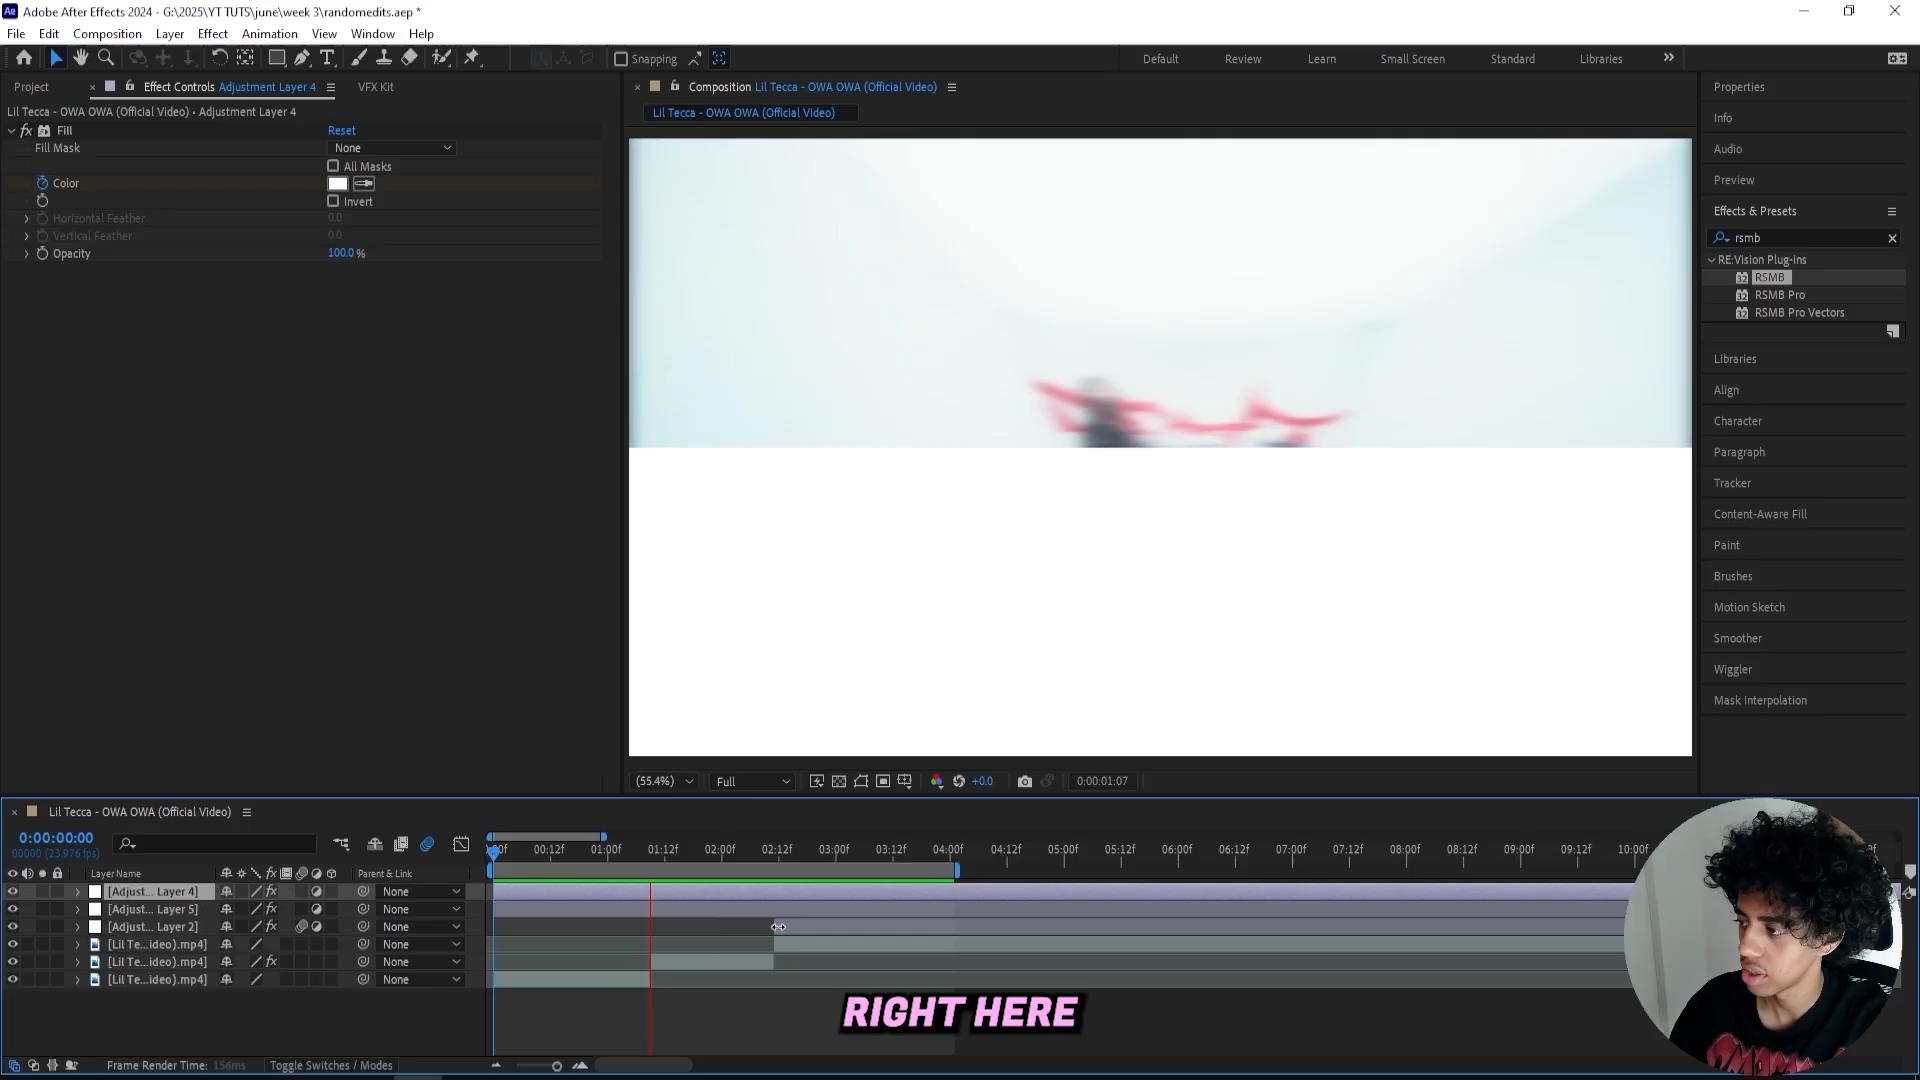 Adobe After Effects 2024 - G:\2025\YT TUTS\june\week 3\randomedits.aep *
File Edit Composition Layer Effect Animation View Window Help
Snapping Default Review Learn Small Screen Standard Libraries
Project Effect Controls Adjustment Layer 4 VFX Kit
Lil Tecca - OWA OWA (Official Video) • Adjustment Layer 4
fx Fill Reset
Fill Mask None
All Masks
Color
Invert
Horizontal Feather 0.0
Vertical Feather 0.0
Opacity 100.0 %
Composition Lil Tecca - OWA OWA (Official Video)
Lil Tecca - OWA OWA (Official Video)
(55.4%) Full +0.0 0:00:01:07
Properties
Info
Audio
Preview
Effects & Presets
rsmb
RE:Vision Plug-ins
RSMB
RSMB Pro
RSMB Pro Vectors
Libraries
Align
Character
Paragraph
Tracker
Content-Aware Fill
Paint
Brushes
Motion Sketch
Smoother
Wiggler
Mask Interpolation
Lil Tecca - OWA OWA (Official Video)
0:00:00:00
00000 (23.976 fps)
00:12f 01:00f 01:12f 02:00f 02:12f 03:00f 03:12f 04:00f 04:12f 05:00f 05:12f 06:00f 06:12f 07:00f 07:12f 08:00f 08:12f 09:00f 09:12f 10:00f
Layer Name Parent & Link
[Adjust... Layer 4] None
[Adjust... Layer 5] None
[Adjust... Layer 2] None
[Lil Te...ideo).mp4] None
[Lil Te...ideo).mp4] None
[Lil Te...ideo).mp4] None
RIGHT HERE
Frame Render Time: 156ms Toggle Switches / Modes